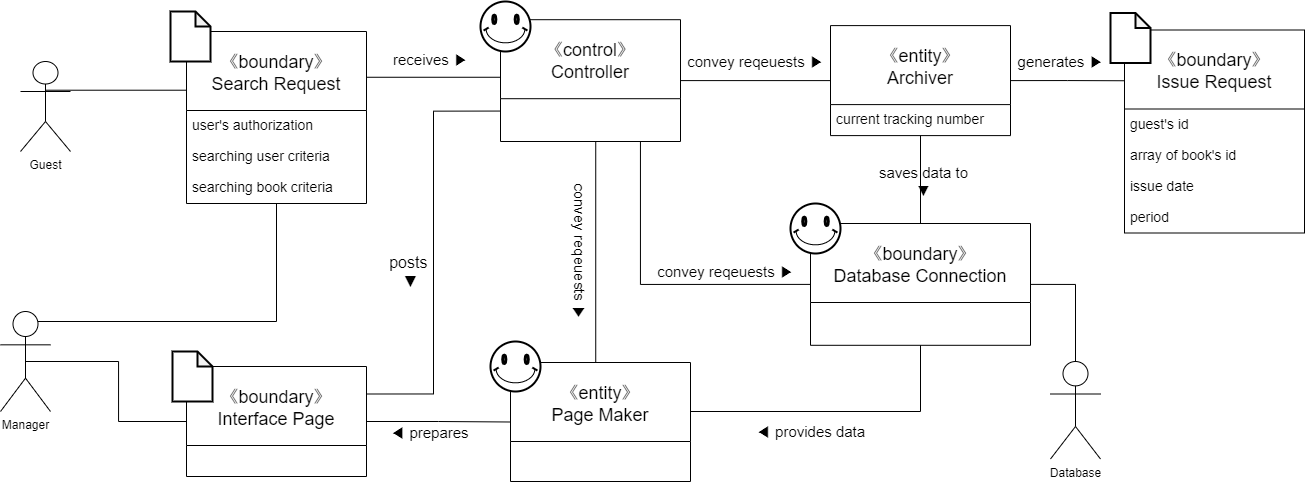 《boundary》
Search Request
user's authorization
searching user criteria
searching book criteria
receives ▶
《control》
Controller
convey reqeuests ▶
《entity》
Archiver
current tracking number
generates ▶
《boundary》
Issue Request
guest's id
array of book's id
issue date
period
Guest
saves data to
▼
posts
▼
convey reqeuests ▶
convey reqeuests ▶
《boundary》
Database Connection
Manager
《boundary》
Interface Page
◀ prepares
《entity》
Page Maker
◀ provides data
Database